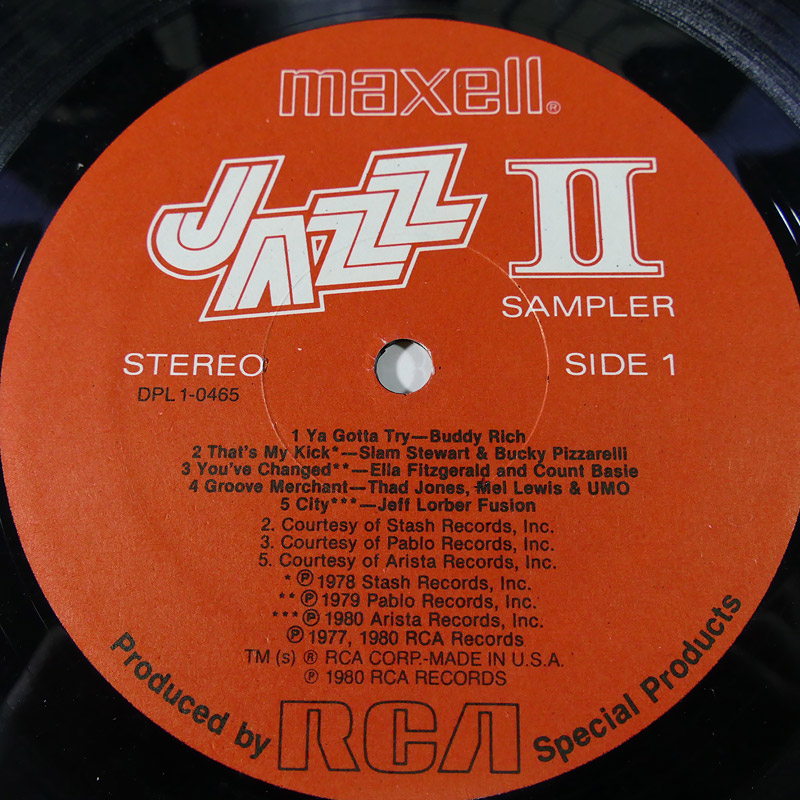 maxell®
JAZZ II
SAMPLER
STEREO
SIDE 1
DPL1-0465
1 Ya Gotta Try—Buddy Rich
2 That's My Kick*—Slam Stewart & Bucky Pizzarelli
3 You've Changed**—Ella Fitzgerald and Count Basie
4 Groove Merchant—Thad Jones, Mel Lewis & UMO
5 City***—Jeff Lorber Fusion
2. Courtesy of Stash Records, Inc.
3. Courtesy of Pablo Records, Inc.
5. Courtesy of Arista Records, Inc.
* ℗ 1978 Stash Records, Inc.
** ℗ 1979 Pablo Records, Inc.
*** ℗ 1980 Arista Records, Inc.
℗ 1977, 1980 RCA Records
TM (s) ® RCA CORP.-MADE IN U.S.A.
℗ 1980 RCA RECORDS
Produced by RCA Special Products